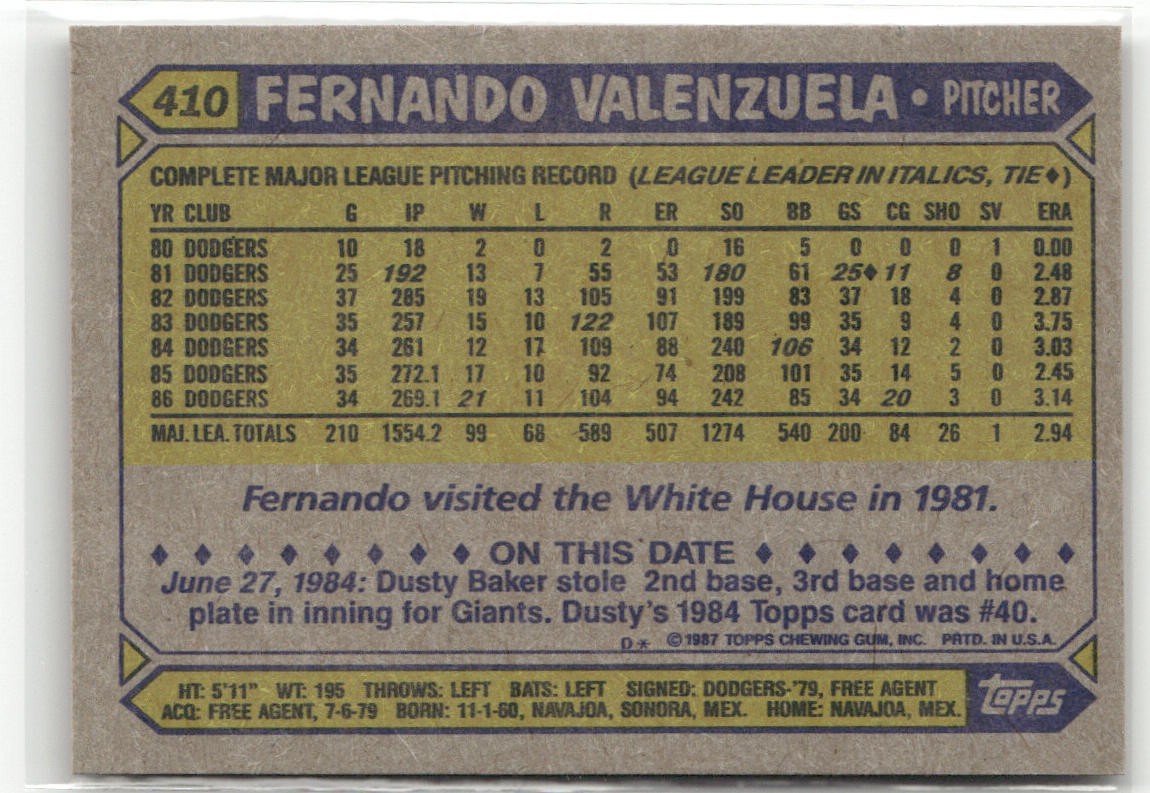 410 FERNANDO VALENZUELA • PITCHER
COMPLETE MAJOR LEAGUE PITCHING RECORD (LEAGUE LEADER IN ITALICS, TIE♦)
YR CLUB G IP W L R ER SO BB GS CG SHO SV ERA
80 DODGERS 10 18 2 0 2 0 16 5 0 0 0 1 0.00
81 DODGERS 25 192 13 7 55 53 180 61 25♦ 11 8 0 2.48
82 DODGERS 37 285 19 13 105 91 199 83 37 18 4 0 2.87
83 DODGERS 35 257 15 10 122 107 189 99 35 9 4 0 3.75
84 DODGERS 34 261 12 17 109 88 240 106 34 12 2 0 3.03
85 DODGERS 35 272.1 17 10 92 74 208 101 35 14 5 0 2.45
86 DODGERS 34 269.1 21 11 104 94 242 85 34 20 3 0 3.14
MAJ. LEA. TOTALS 210 1554.2 99 68 589 507 1274 540 200 84 26 1 2.94
Fernando visited the White House in 1981.
♦ ♦ ♦ ♦ ♦ ♦ ♦ ♦ ON THIS DATE ♦ ♦ ♦ ♦ ♦ ♦ ♦ ♦
June 27, 1984: Dusty Baker stole 2nd base, 3rd base and home
plate in inning for Giants. Dusty's 1984 Topps card was #40.
D* © 1987 TOPPS CHEWING GUM, INC. PRTD. IN U.S.A.
HT: 5'11" WT: 195 THROWS: LEFT BATS: LEFT SIGNED: DODGERS-'79, FREE AGENT
ACQ: FREE AGENT, 7-6-79 BORN: 11-1-60, NAVAJOA, SONORA, MEX. HOME: NAVAJOA, MEX.
Topps